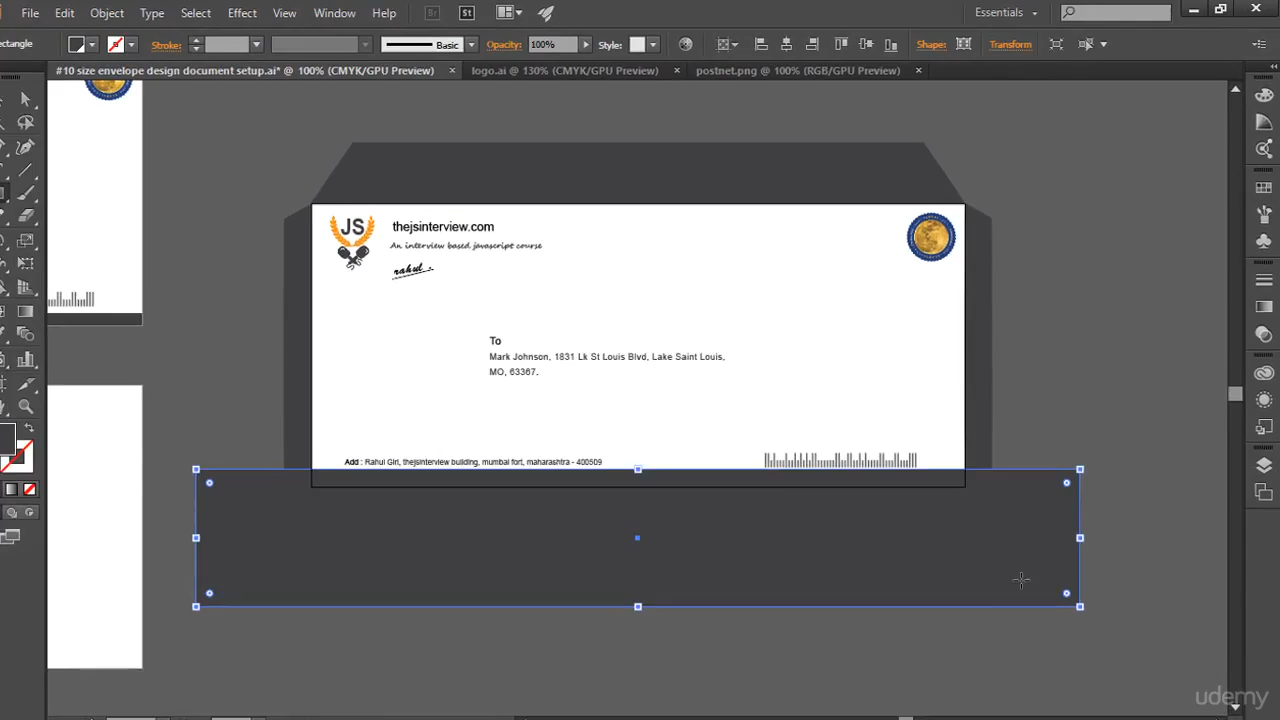 File Edit Object Type Select Effect View Window Help Br St Essentials
ectangle Stroke: Basic Opacity: 100% Style: Shape: Transform
#10 size envelope design document setup.ai* @ 100% (CMYK/GPU Preview) × logo.ai @ 130% (CMYK/GPU Preview) × postnet.png @ 100% (RGB/GPU Preview) ×
JS
thejsinterview.com
An interview based javascript course
rahul
To
Mark Johnson, 1831 Lk St Louis Blvd, Lake Saint Louis,
MO, 63367.
Add : Rahul Giri, thejsinterview building, mumbai fort, maharashtra - 400509
udemy